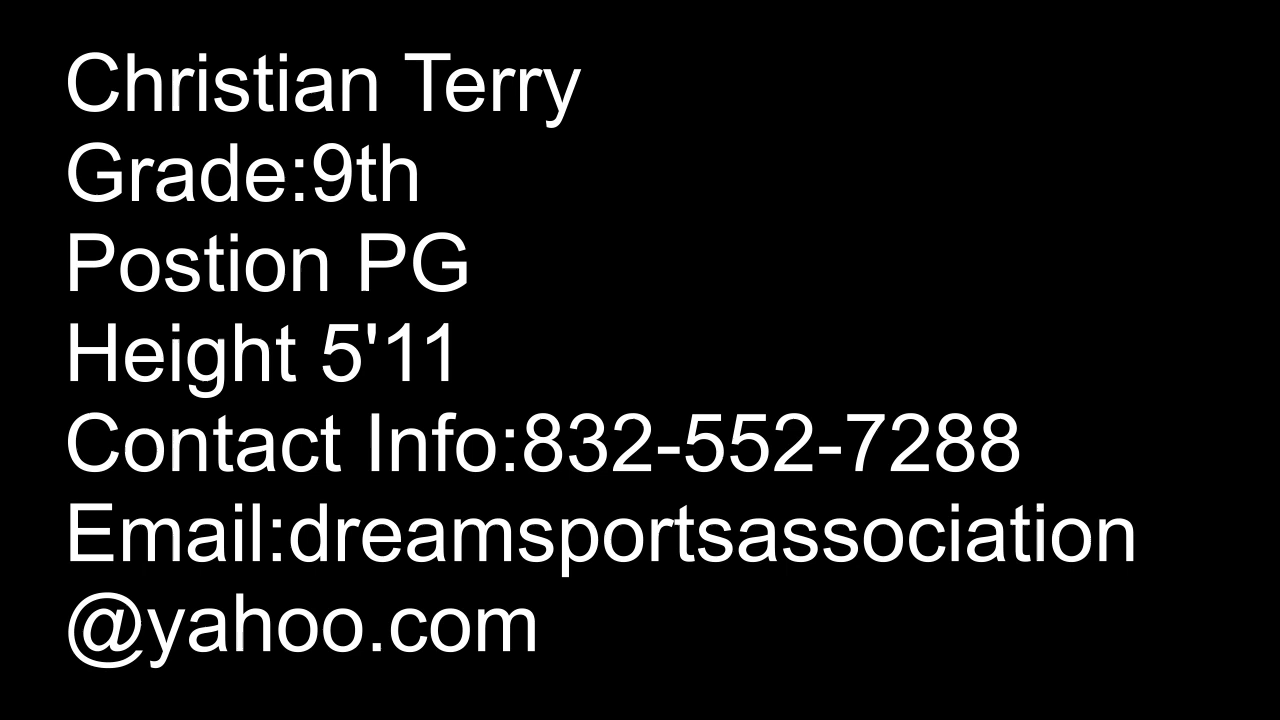 Christian Terry
Grade:9th
Postion PG
Height 5'11
Contact Info:832-552-7288
Email:dreamsportsassociation
@yahoo.com